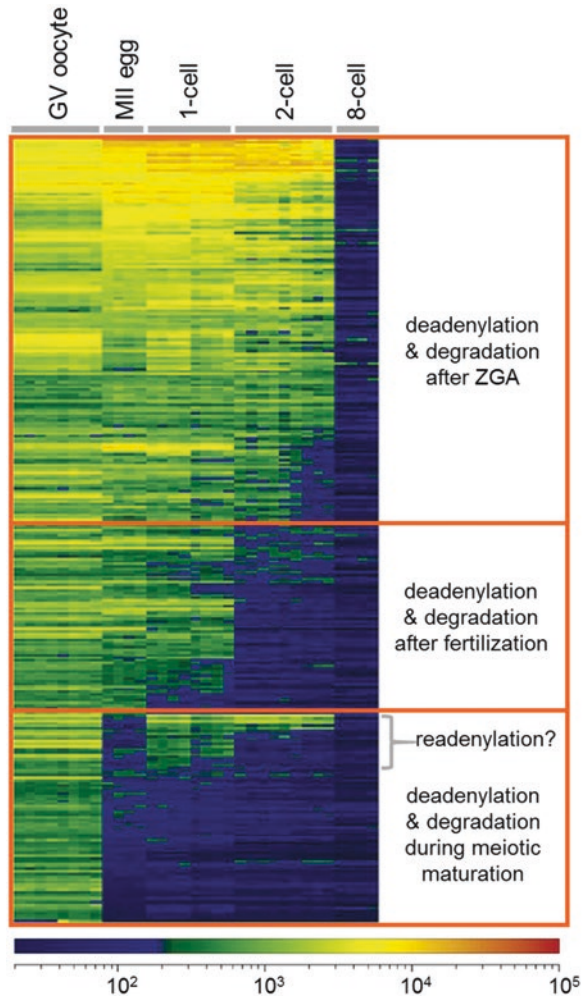 GV oocyte
MII egg
1-cell
2-cell
8-cell
deadenylation
& degradation
after ZGA
deadenylation
& degradation
after fertilization
readenylation?
deadenylation
& degradation
during meiotic
maturation
10² 10³ 10⁴ 10⁵